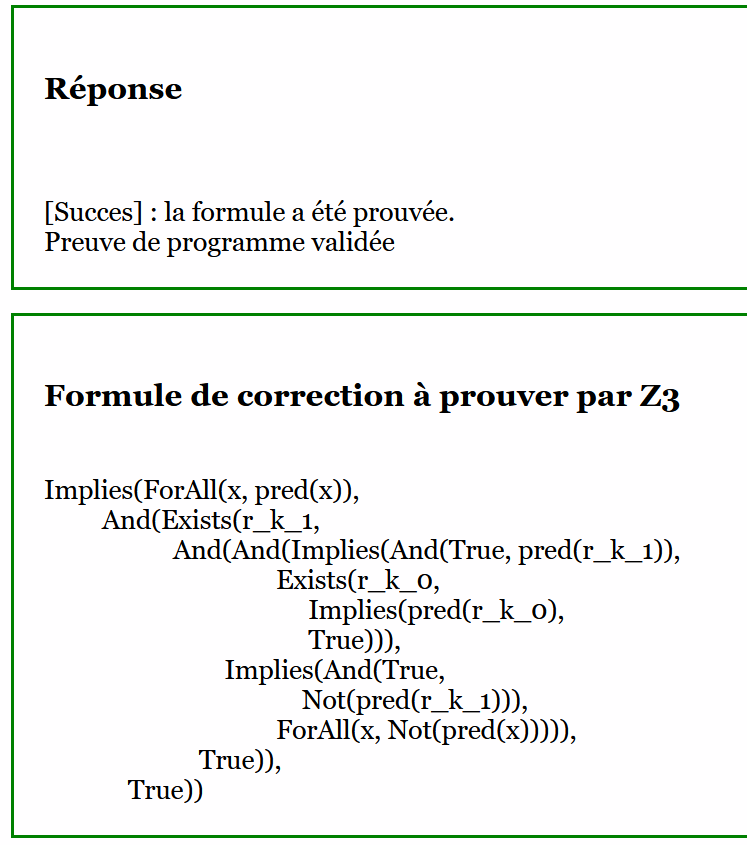 Réponse
[Succes] : la formule a été prouvée.
Preuve de programme validée
Formule de correction à prouver par Z3
Implies(ForAll(x, pred(x)),
And(Exists(r_k_1,
And(And(Implies(And(True, pred(r_k_1)),
Exists(r_k_0,
Implies(pred(r_k_0),
True))),
Implies(And(True,
Not(pred(r_k_1))),
ForAll(x, Not(pred(x))))),
True)),
True))